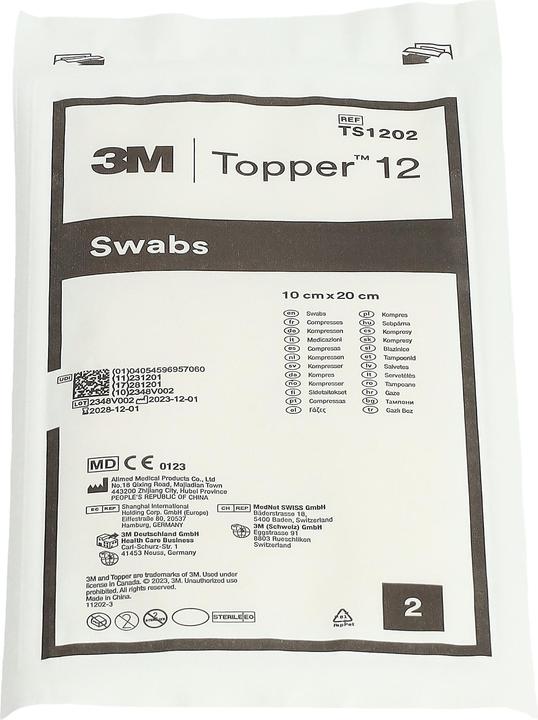 REF
TS1202
3M | Topper™ 12
Swabs
10 cm x 20 cm
en Swabs
fr Compresses
de Kompressen
it Medicazioni
es Compresas
nl Kompressen
sv Kompresser
da Kompres
no Kompresser
fi Sidetaitokset
pt Compressas
el Γάζες
pl Kompres
hu Sebpárna
cs Kompresy
sk Kompresy
sl Blazinice
et Tampoonid
lv Salvetes
lt Servetėlės
ro Tampoane
hr Gaze
bg Тампони
tr Gazlı Bez
UDI
(01)04054596957060
(11)231201
(17)281201
(10)2348V002
LOT 2348V002 2023-12-01
2028-12-01
MD CE 0123
Allmed Medical Products Co., Ltd
No.18 Qixing Road, Majiadian Town
443200 Zhijiang City, Hubei Province
PEOPLE'S REPUBLIC OF CHINA
EC REP Shanghai International
Holding Corp. GmbH (Europe)
Eiffestraße 80, 20537
Hamburg, GERMANY
3M Deutschland GmbH
Health Care Business
Carl-Schurz-Str. 1
41453 Neuss, Germany
CH REP MedNet SWISS GmbH
Bäderstrasse 18,
5400 Baden, Switzerland
3M (Schweiz) GmbH
Eggstrasse 91
8803 Rueschlikon
Switzerland
3M and Topper are trademarks of 3M. Used under
license in Canada. © 2023, 3M. Unauthorized use
prohibited. All rights reserved.
Made in China.
11202-3
2
STERILE EO
81
PapPet
2